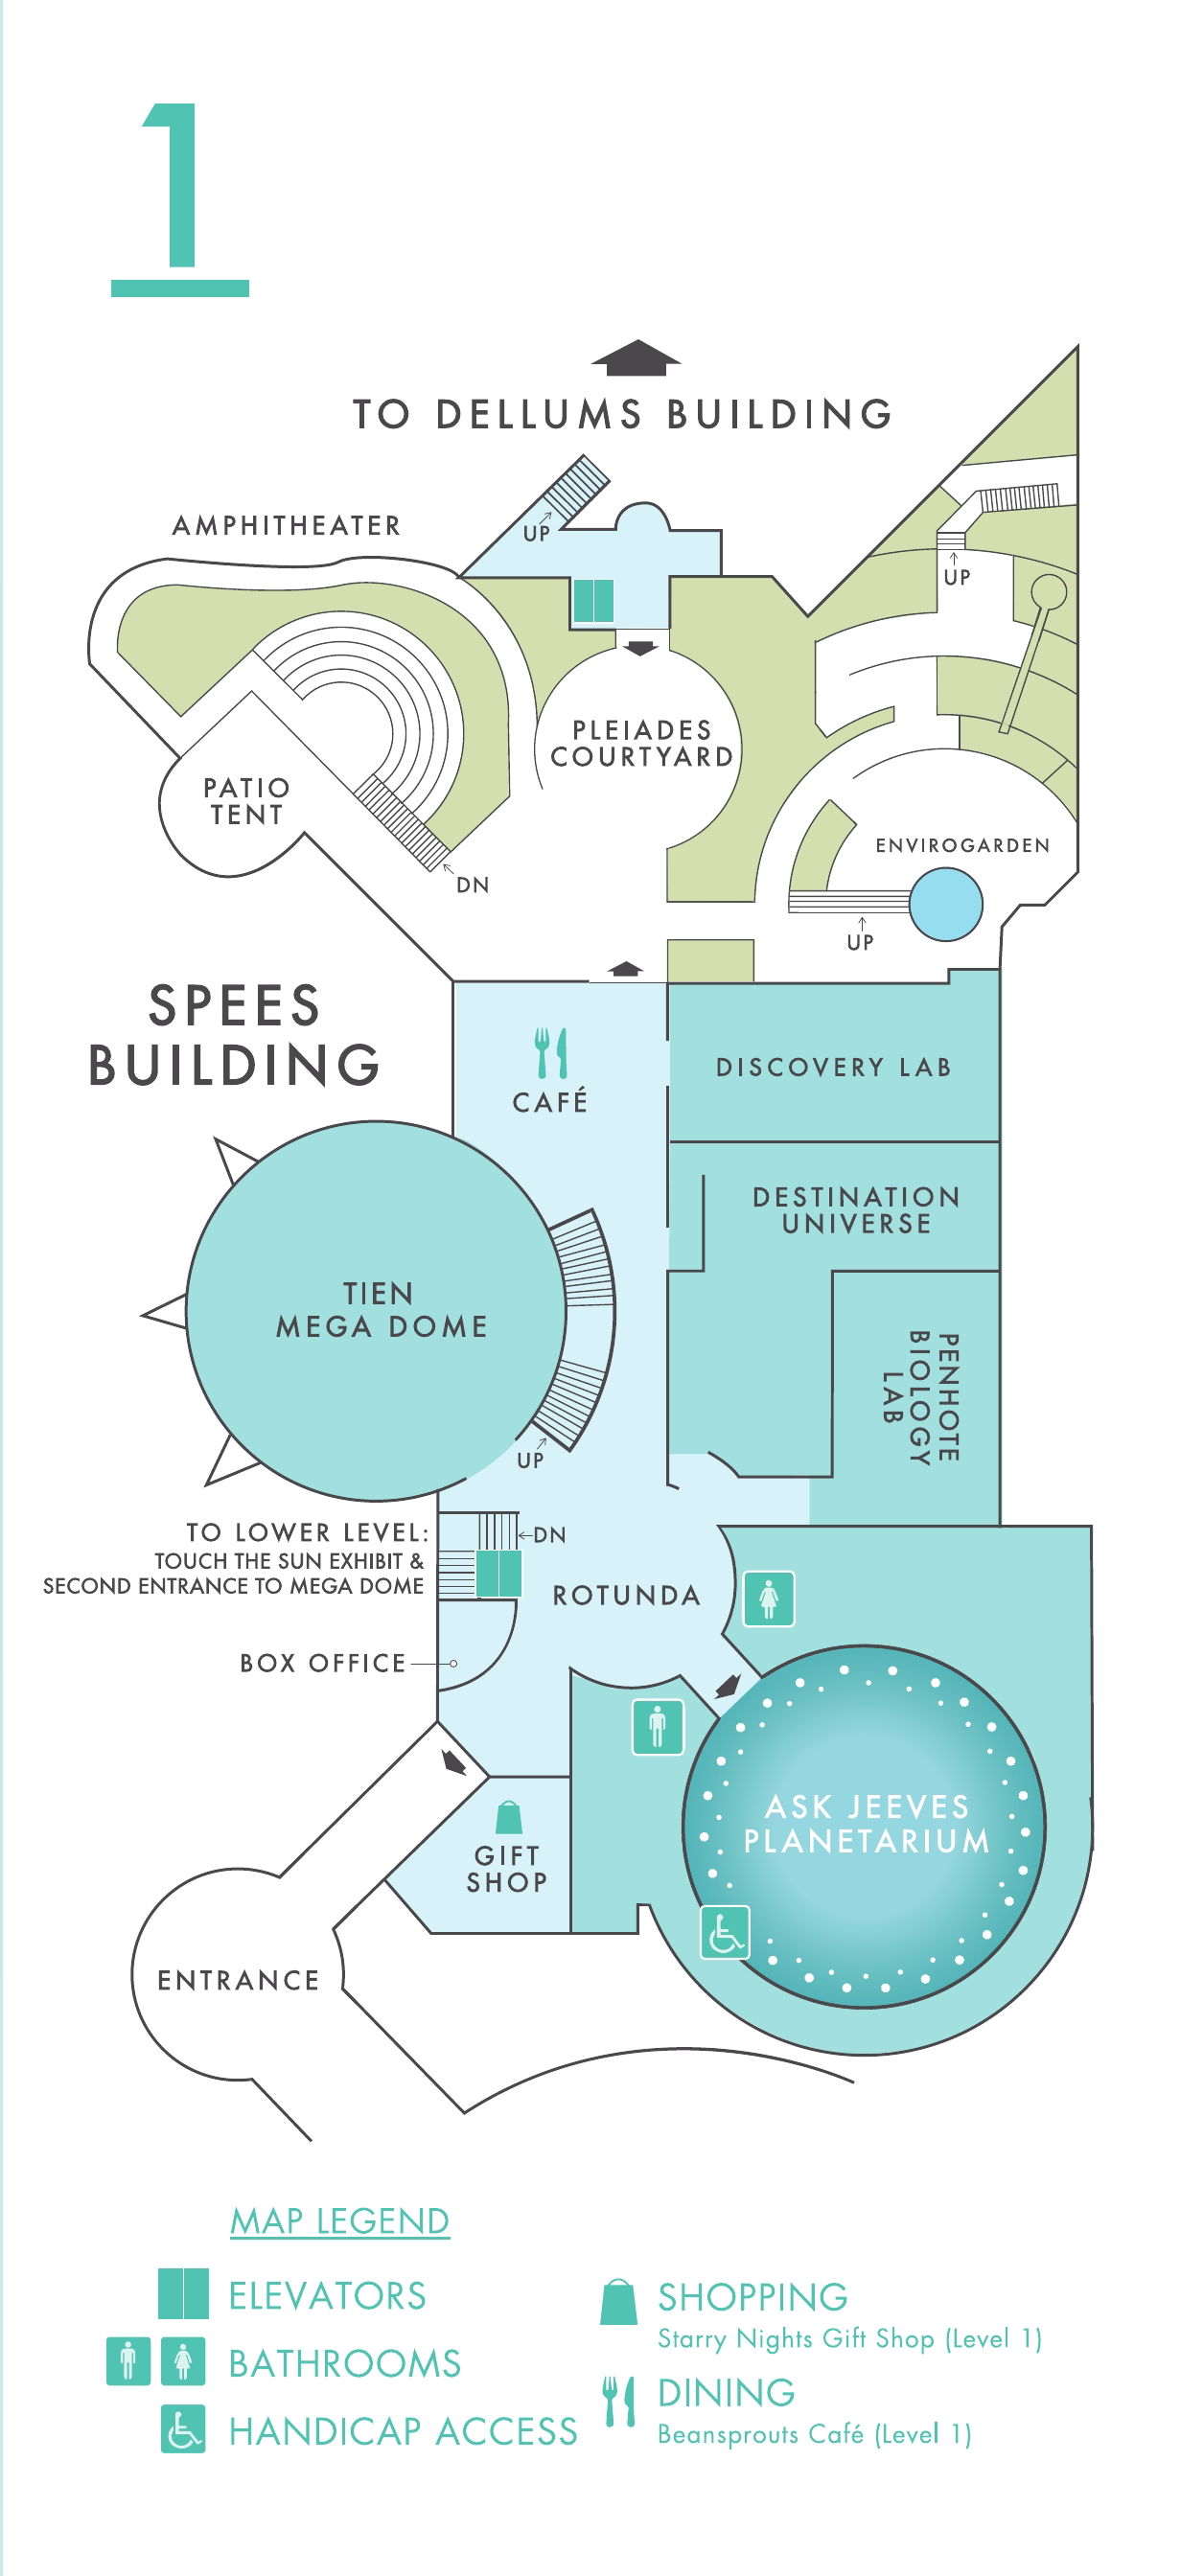 1
TO DELLUMS BUILDING
AMPHITHEATER
UP
UP
PLEIADES
COURTYARD
PATIO
TENT
ENVIROGARDEN
DN
UP
SPEES
BUILDING
DISCOVERY LAB
CAFÉ
DESTINATION
UNIVERSE
TIEN
MEGA DOME
PENHOTE
BIOLOGY
LAB
UP
TO LOWER LEVEL:
TOUCH THE SUN EXHIBIT &
SECOND ENTRANCE TO MEGA DOME
DN
ROTUNDA
BOX OFFICE
ASK JEEVES
PLANETARIUM
GIFT
SHOP
ENTRANCE
MAP LEGEND
ELEVATORS
BATHROOMS
HANDICAP ACCESS
SHOPPING
Starry Nights Gift Shop (Level 1)
DINING
Beansprouts Café (Level 1)